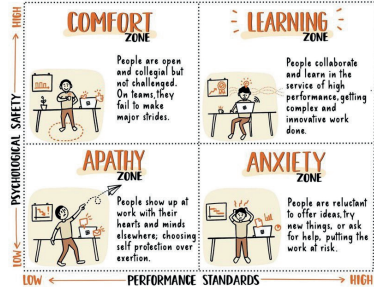 COMFORT
ZONE
People are open
and collegial but
not challenged.
On teams, they
fail to make
major strides.
LEARNING
ZONE
People collaborate
and learn in the
service of high
performance, getting
complex and
innovative work
done.
APATHY
ZONE
People show up at
work with their
hearts and minds
elsewhere; choosing
self protection over
exertion.
ANXIETY
ZONE
People are reluctant
to offer ideas, try
new things, or ask
for help, putting the
work at risk.
HIGH
PSYCHOLOGICAL SAFETY
LOW
LOW
PERFORMANCE STANDARDS
HIGH